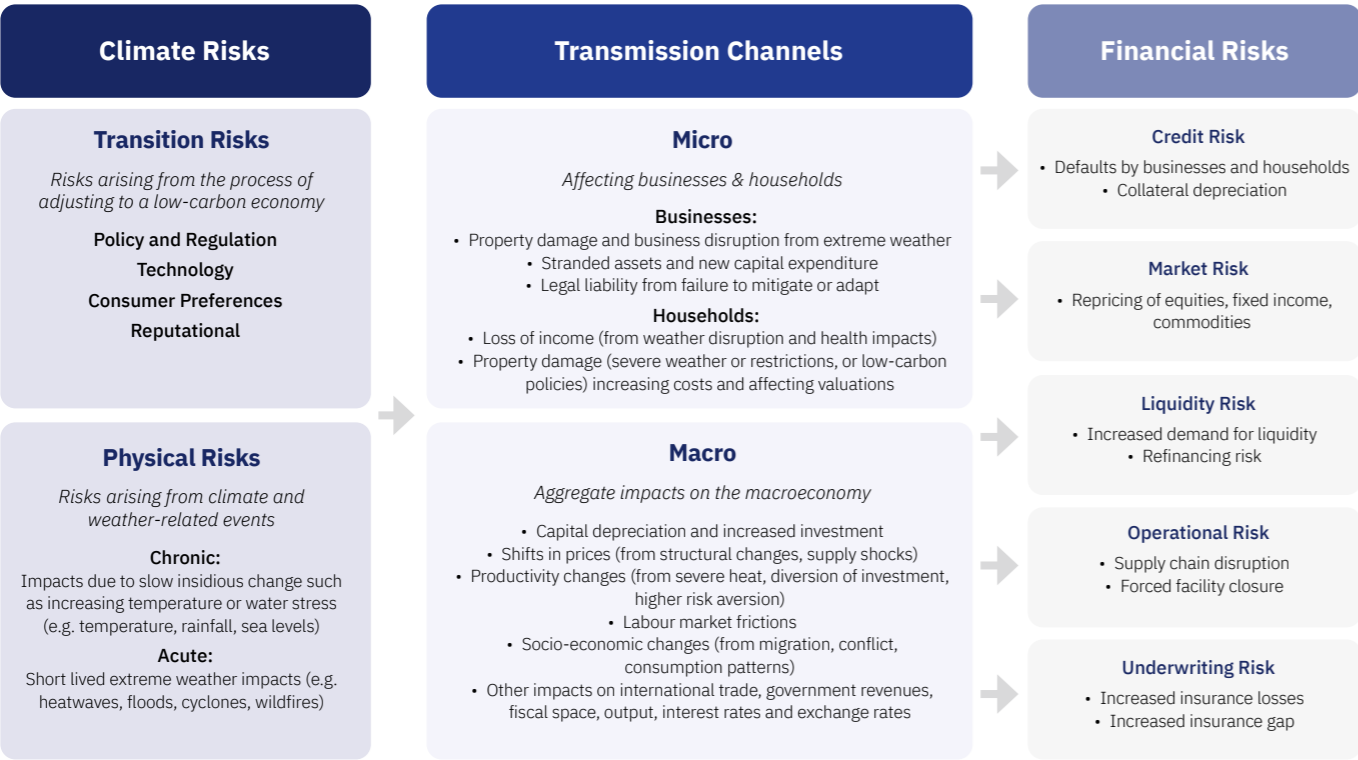 Climate Risks
Transition Risks
Risks arising from the process of
adjusting to a low-carbon economy
Policy and Regulation
Technology
Consumer Preferences
Reputational
Physical Risks
Risks arising from climate and
weather-related events
Chronic:
Impacts due to slow insidious change such
as increasing temperature or water stress
(e.g. temperature, rainfall, sea levels)
Acute:
Short lived extreme weather impacts (e.g.
heatwaves, floods, cyclones, wildfires)
Transmission Channels
Micro
Affecting businesses & households
Businesses:
• Property damage and business disruption from extreme weather
• Stranded assets and new capital expenditure
• Legal liability from failure to mitigate or adapt
Households:
• Loss of income (from weather disruption and health impacts)
• Property damage (severe weather or restrictions, or low-carbon
policies) increasing costs and affecting valuations
Macro
Aggregate impacts on the macroeconomy
• Capital depreciation and increased investment
• Shifts in prices (from structural changes, supply shocks)
• Productivity changes (from severe heat, diversion of investment,
higher risk aversion)
• Labour market frictions
• Socio-economic changes (from migration, conflict,
consumption patterns)
• Other impacts on international trade, government revenues,
fiscal space, output, interest rates and exchange rates
Financial Risks
Credit Risk
• Defaults by businesses and households
• Collateral depreciation
Market Risk
• Repricing of equities, fixed income,
commodities
Liquidity Risk
• Increased demand for liquidity
• Refinancing risk
Operational Risk
• Supply chain disruption
• Forced facility closure
Underwriting Risk
• Increased insurance losses
• Increased insurance gap